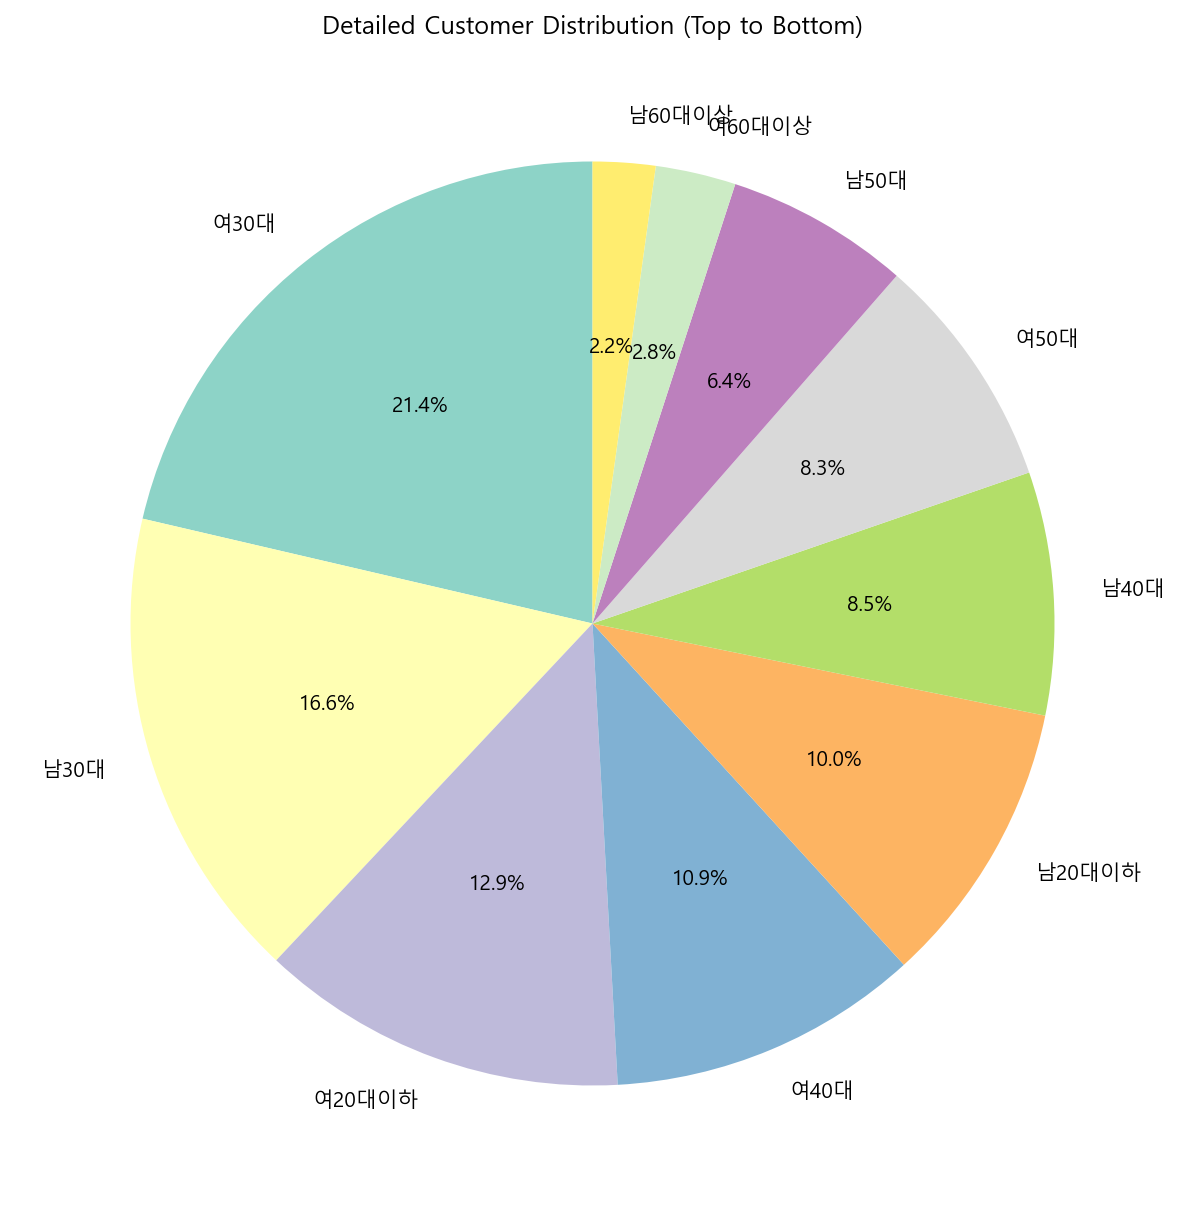 Detailed Customer Distribution (Top to Bottom)
남60대이상
여60대이상
남50대
여30대
여50대
2.2%
2.8%
6.4%
21.4%
8.3%
남40대
8.5%
16.6%
10.0%
남30대
남20대이하
12.9%
10.9%
여40대
여20대이하